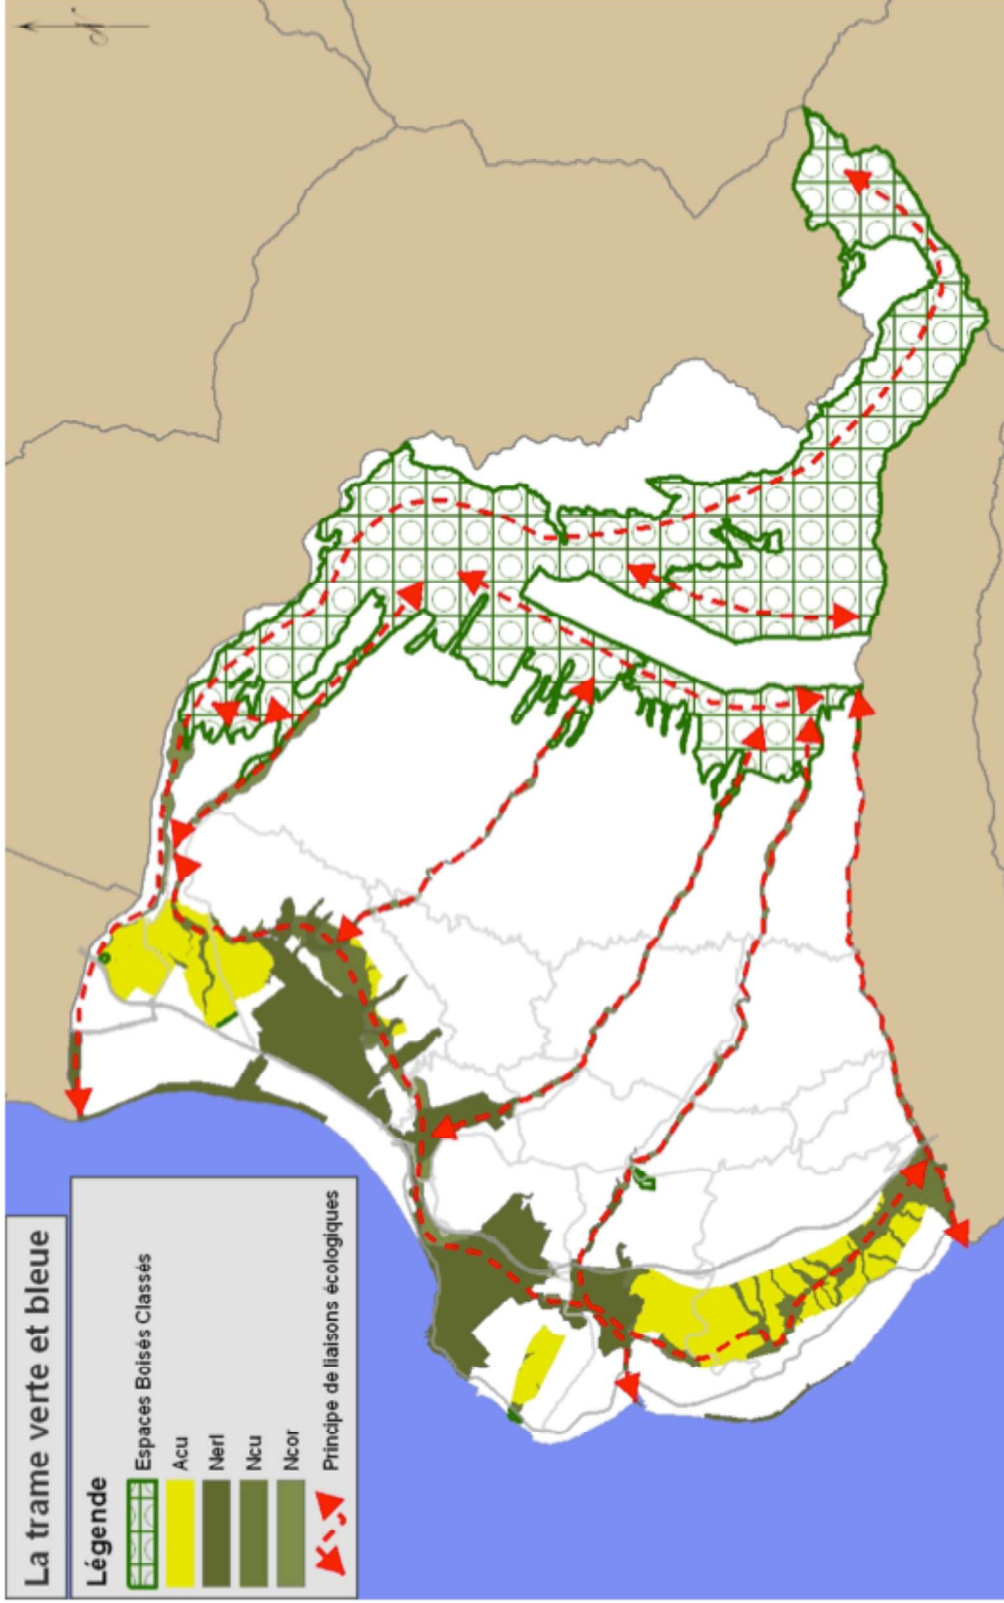 La trame verte et bleue
Légende
Espaces Boisés Classés
Acu
Nerl
Ncu
Ncor
Principe de liaisons écologiques